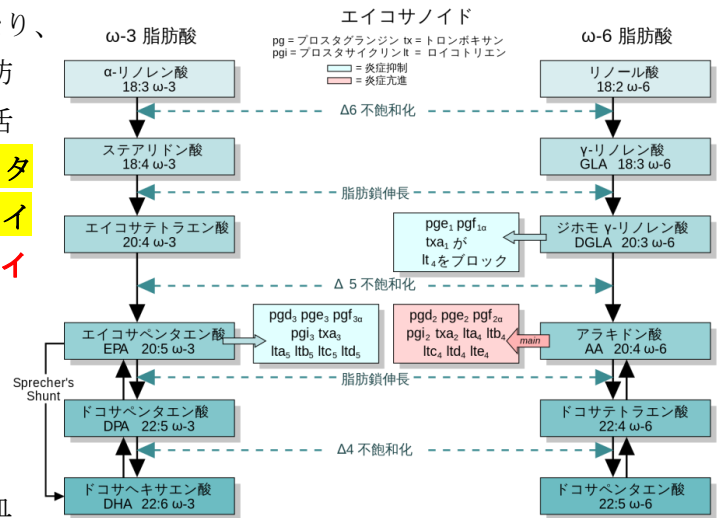 り、
方
舌
タ
イ
ィ
エイコサノイド
ω-3 脂肪酸
ω-6 脂肪酸
pg = プロスタグランジン tx = トロンボキサン
pgi = プロスタサイクリン lt = ロイコトリエン
= 炎症抑制
= 炎症亢進
α-リノレン酸
18:3 ω-3
リノール酸
18:2 ω-6
Δ6 不飽和化
ステアリドン酸
18:4 ω-3
γ-リノレン酸
GLA 18:3 ω-6
脂肪鎖伸長
エイコサテトラエン酸
20:4 ω-3
pge₁ pgf₁α
txa₁ が
lt₄をブロック
ジホモ γ-リノレン酸
DGLA 20:3 ω-6
Δ 5 不飽和化
エイコサペンタエン酸
EPA 20:5 ω-3
pgd₃ pge₃ pgf₃α
pgi₃ txa₃
lta₅ ltb₅ ltc₅ ltd₅
pgd₂ pge₂ pgf₂α
pgi₂ txa₂ lta₄ ltb₄
ltc₄ ltd₄ lte₄
main
アラキドン酸
AA 20:4 ω-6
Sprecher's
Shunt
脂肪鎖伸長
ドコサペンタエン酸
DPA 22:5 ω-3
ドコサテトラエン酸
22:4 ω-6
Δ4 不飽和化
ドコサヘキサエン酸
DHA 22:6 ω-3
ドコサペンタエン酸
22:5 ω-6